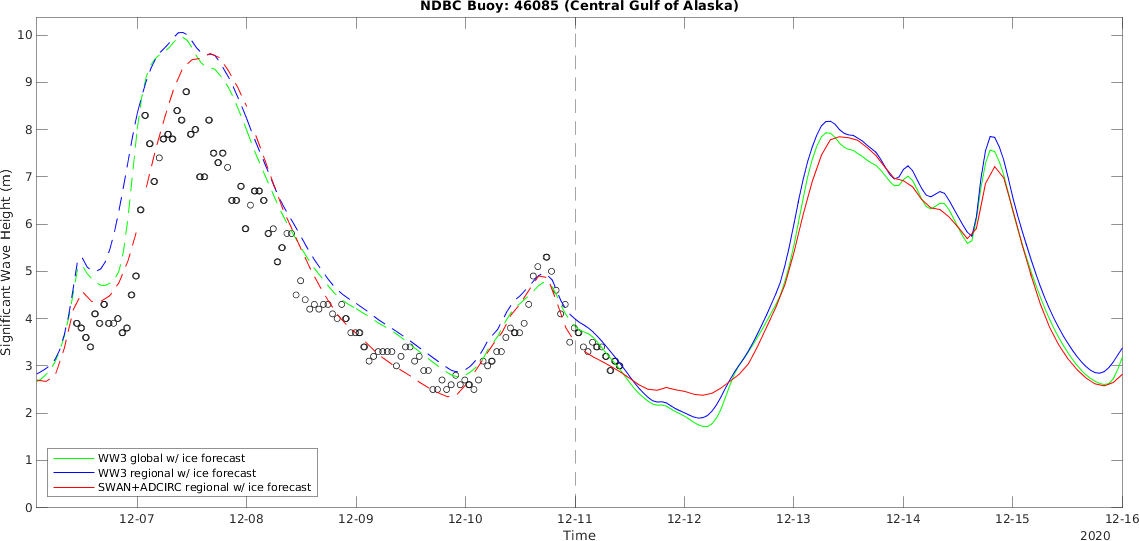 NDBC Buoy: 46085 (Central Gulf of Alaska)
Significant Wave Height (m)
10
9
8
7
6
5
4
3
2
1
0
WW3 global w/ ice forecast
WW3 regional w/ ice forecast
SWAN+ADCIRC regional w/ ice forecast
12-07 12-08 12-09 12-10 12-11 12-12 12-13 12-14 12-15 12-16
Time
2020